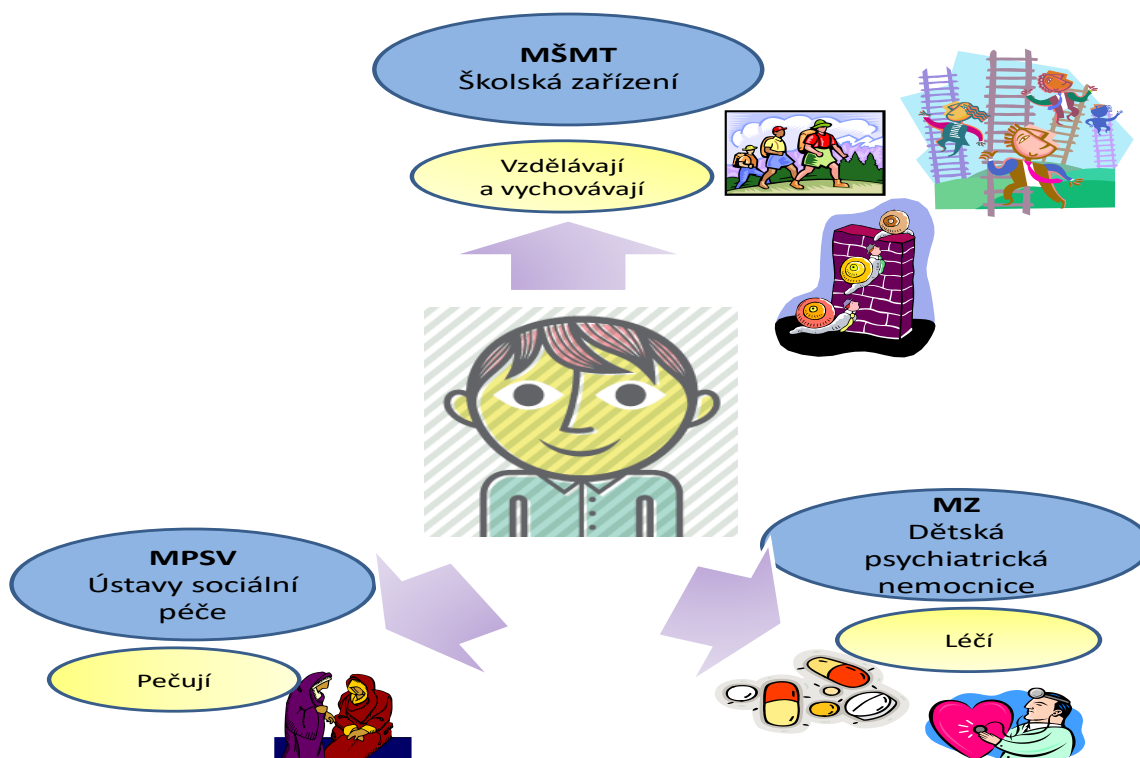 MŠMT
Školská zařízení
Vzdělávají
a vychovávají
MPSV
Ústavy sociální
péče
Pečují
MZ
Dětská
psychiatrická
nemocnice
Léčí